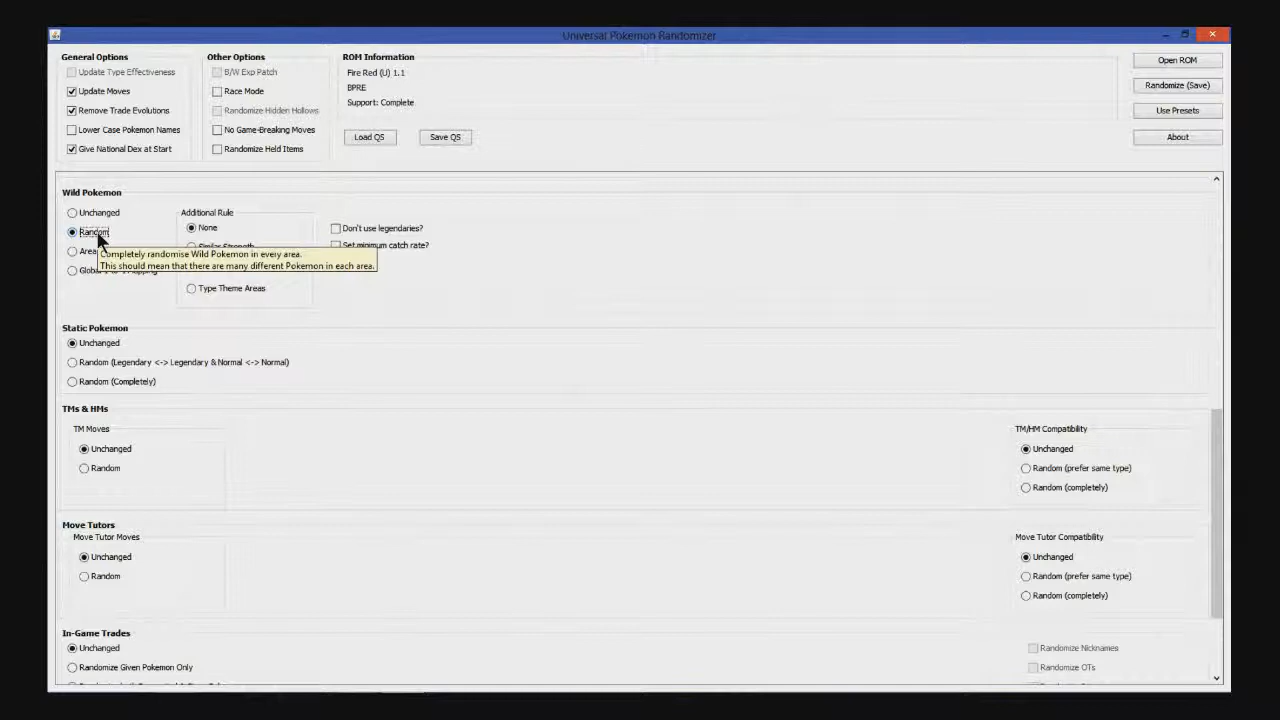 Universal Pokemon Randomizer
General Options
Update Type Effectiveness
Update Moves
Remove Trade Evolutions
Lower Case Pokemon Names
Give National Dex at Start
Other Options
B/W Exp Patch
Race Mode
Randomize Hidden Hollows
No Game-Breaking Moves
Randomize Held Items
ROM Information
Fire Red (U) 1.1
BPRE
Support: Complete
Load QS
Save QS
Open ROM
Randomize (Save)
Use Presets
About
Wild Pokemon
Unchanged
Random
Area
Completely randomise Wild Pokemon in every area.
This should mean that there are many different Pokemon in each area.
Additional Rule
None
Similar Strength
Type Theme Areas
Don't use legendaries?
Set minimum catch rate?
Static Pokemon
Unchanged
Random (Legendary <-> Legendary & Normal <-> Normal)
Random (Completely)
TMs & HMs
TM Moves
Unchanged
Random
TM/HM Compatibility
Unchanged
Random (prefer same type)
Random (completely)
Move Tutors
Move Tutor Moves
Unchanged
Random
Move Tutor Compatibility
Unchanged
Random (prefer same type)
Random (completely)
In-Game Trades
Unchanged
Randomize Given Pokemon Only
Randomize Nicknames
Randomize OTs